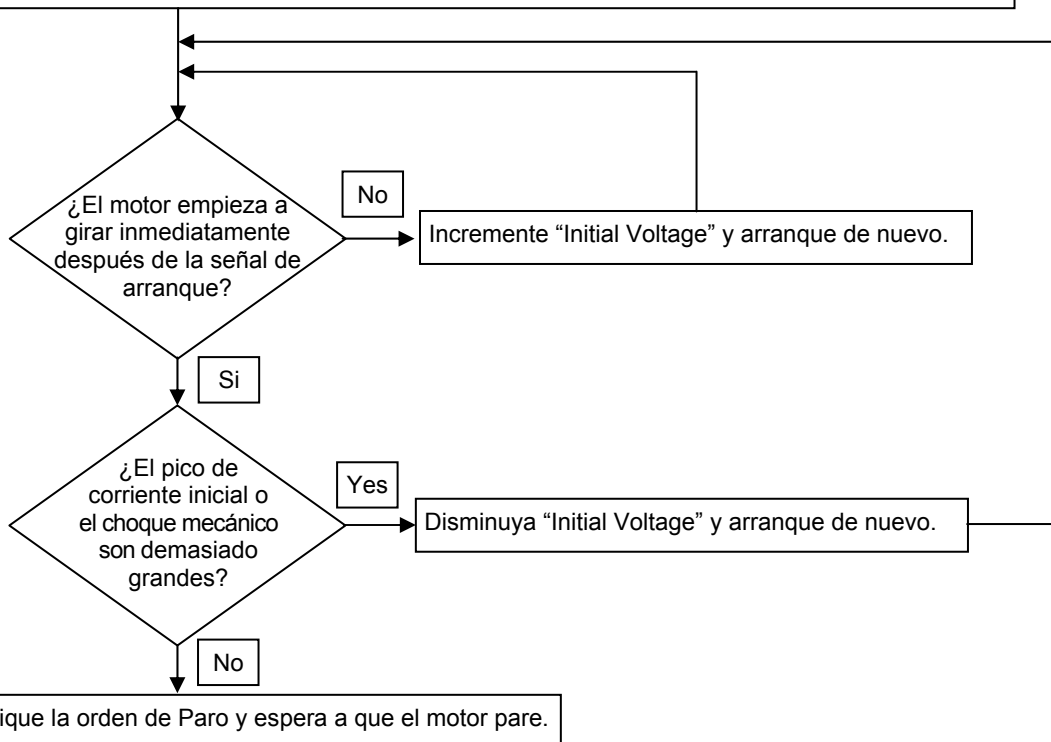 ¿El motor empieza a
girar inmediatamente
después de la señal de
arranque?
No
Incremente “Initial Voltage” y arranque de nuevo.
Si
¿El pico de
corriente inicial o
el choque mecánico
son demasiado
grandes?
Yes
Disminuya “Initial Voltage” y arranque de nuevo.
No
ique la orden de Paro y espera a que el motor pare.